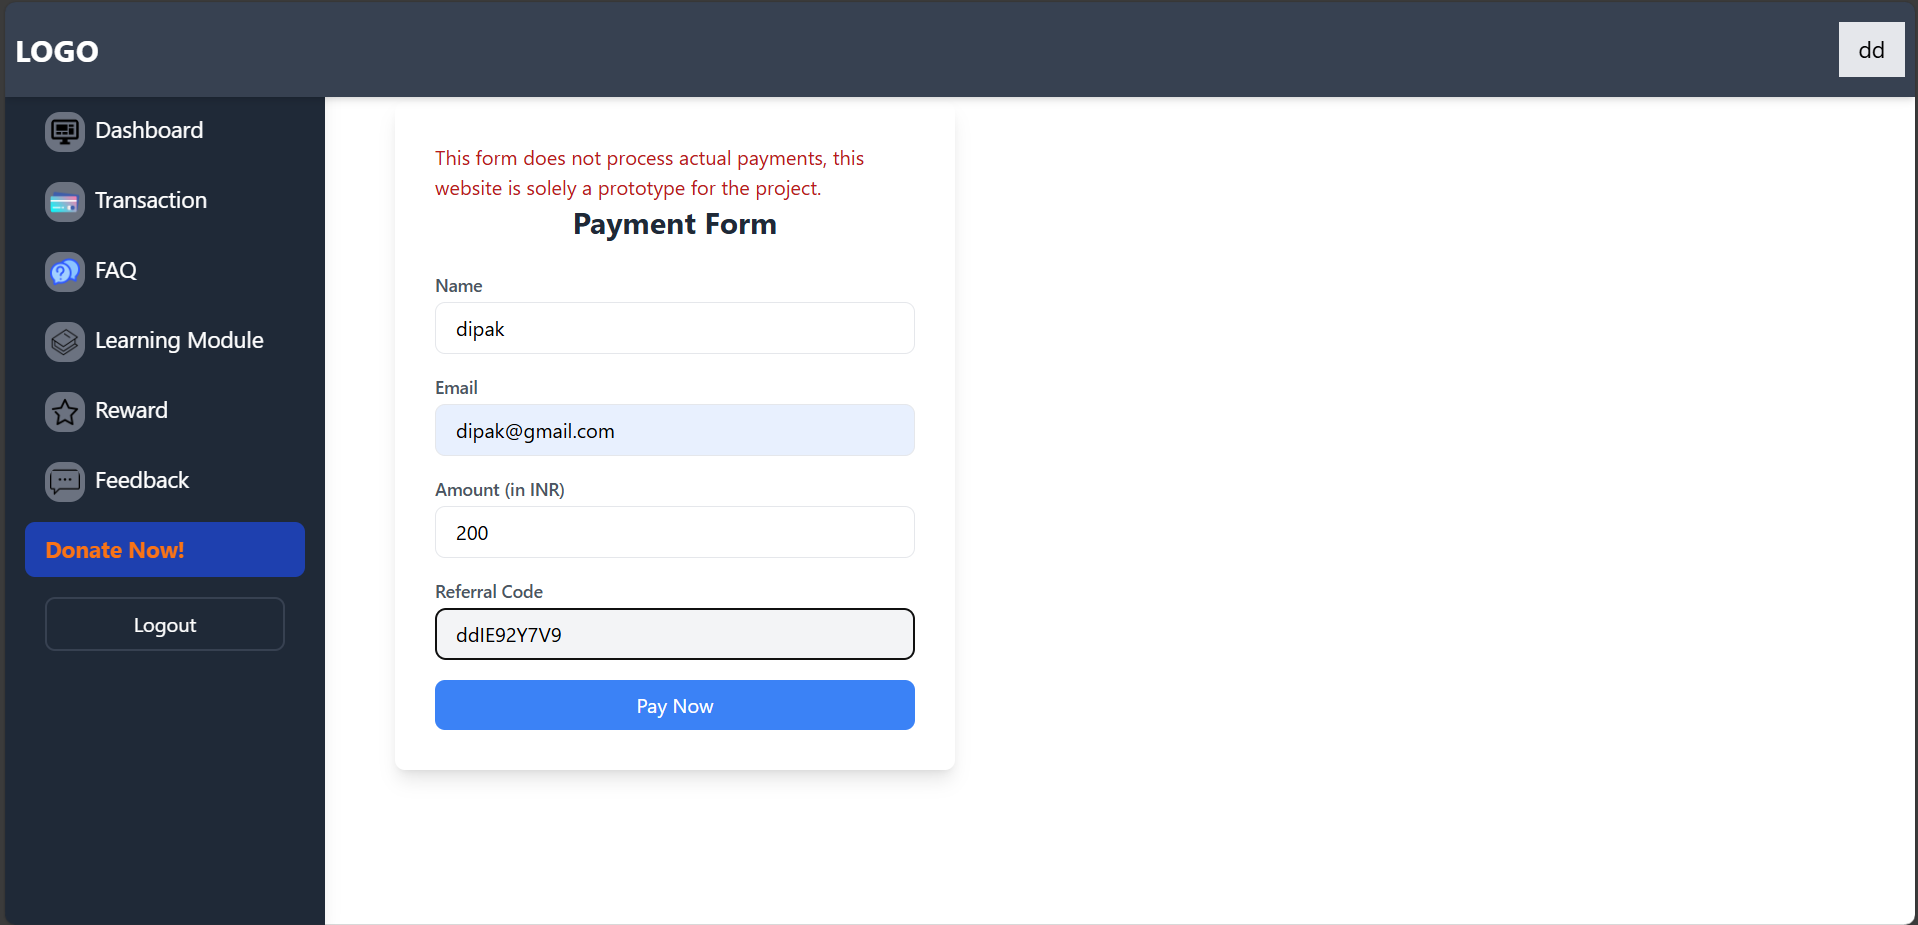 LOGO
dd
Dashboard
Transaction
FAQ
Learning Module
Reward
Feedback
Donate Now!
Logout
This form does not process actual payments, this
website is solely a prototype for the project.
Payment Form
Name
dipak
Email
dipak@gmail.com
Amount (in INR)
200
Referral Code
ddIE92Y7V9
Pay Now